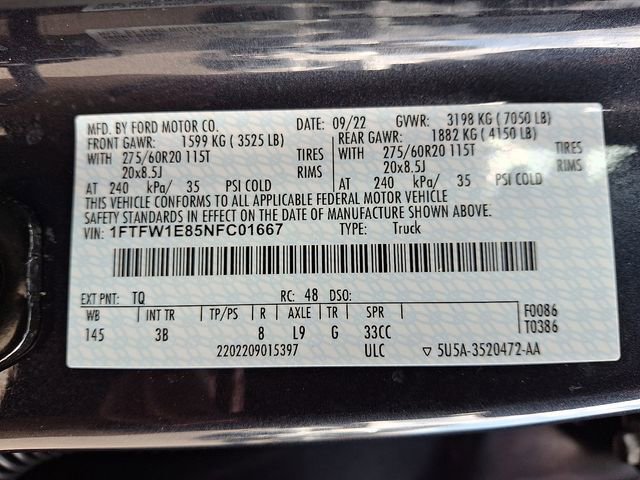 MFD. BY FORD MOTOR CO. DATE: 09/22 GVWR: 3198 KG ( 7050 LB)
FRONT GAWR: 1599 KG ( 3525 LB) REAR GAWR: 1882 KG ( 4150 LB)
WITH 275/60R20 115T TIRES WITH 275/60R20 115T TIRES
20x8.5J RIMS 20x8.5J RIMS
AT 240 kPa/ 35 PSI COLD AT 240 kPa/ 35 PSI COLD
THIS VEHICLE CONFORMS TO ALL APPLICABLE FEDERAL MOTOR VEHICLE
SAFETY STANDARDS IN EFFECT ON THE DATE OF MANUFACTURE SHOWN ABOVE.
VIN: 1FTFW1E85NFC01667 TYPE: Truck
EXT PNT: TQ RC: 48 DSO:
WB INT TR TP/PS R AXLE TR SPR F0086
145 3B 8 L9 G 33CC T0386
2202209015397 ULC ▽ 5U5A-3520472-AA